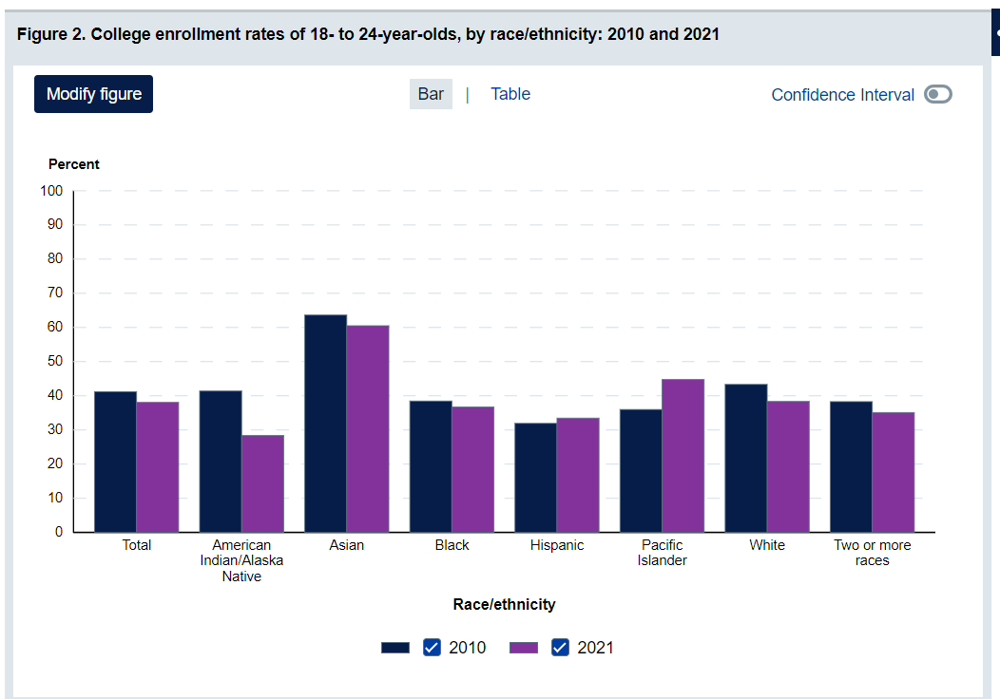 Figure 2. College enrollment rates of 18- to 24-year-olds, by race/ethnicity: 2010 and 2021
Modify figure
Bar | Table
Confidence Interval
Percent
100
90
80
70
60
50
40
30
20
10
0
Total
American
Indian/Alaska
Native
Asian
Black
Hispanic
Pacific
Islander
White
Two or more
races
Race/ethnicity
2010 2021